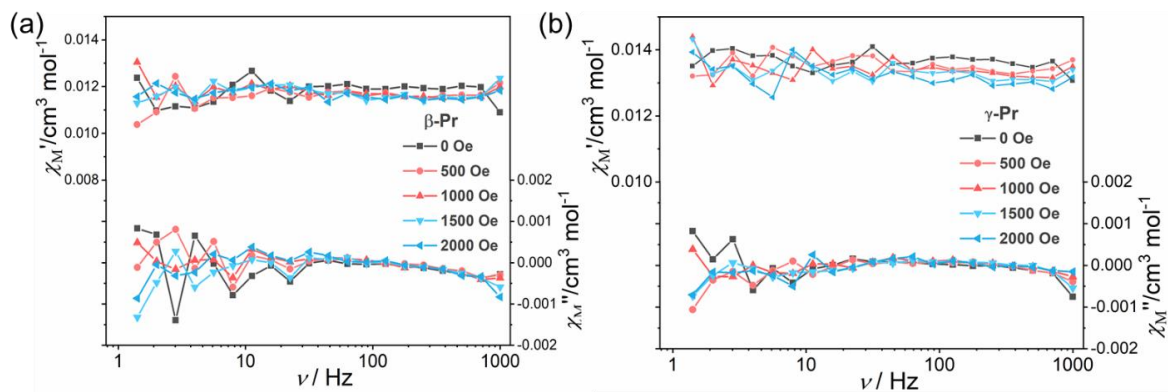 (a)
0.014
0.012
0.010
0.008
χM'/cm³ mol⁻¹
β-Pr
0 Oe
500 Oe
1000 Oe
1500 Oe
2000 Oe
0.002
0.001
0.000
-0.001
-0.002
χM''/cm³ mol⁻¹
1
10
100
1000
ν / Hz
(b)
0.014
0.012
0.010
χM'/cm³ mol⁻¹
γ-Pr
0 Oe
500 Oe
1000 Oe
1500 Oe
2000 Oe
0.002
0.001
0.000
-0.001
-0.002
χM''/cm³ mol⁻¹
1
10
100
1000
ν / Hz